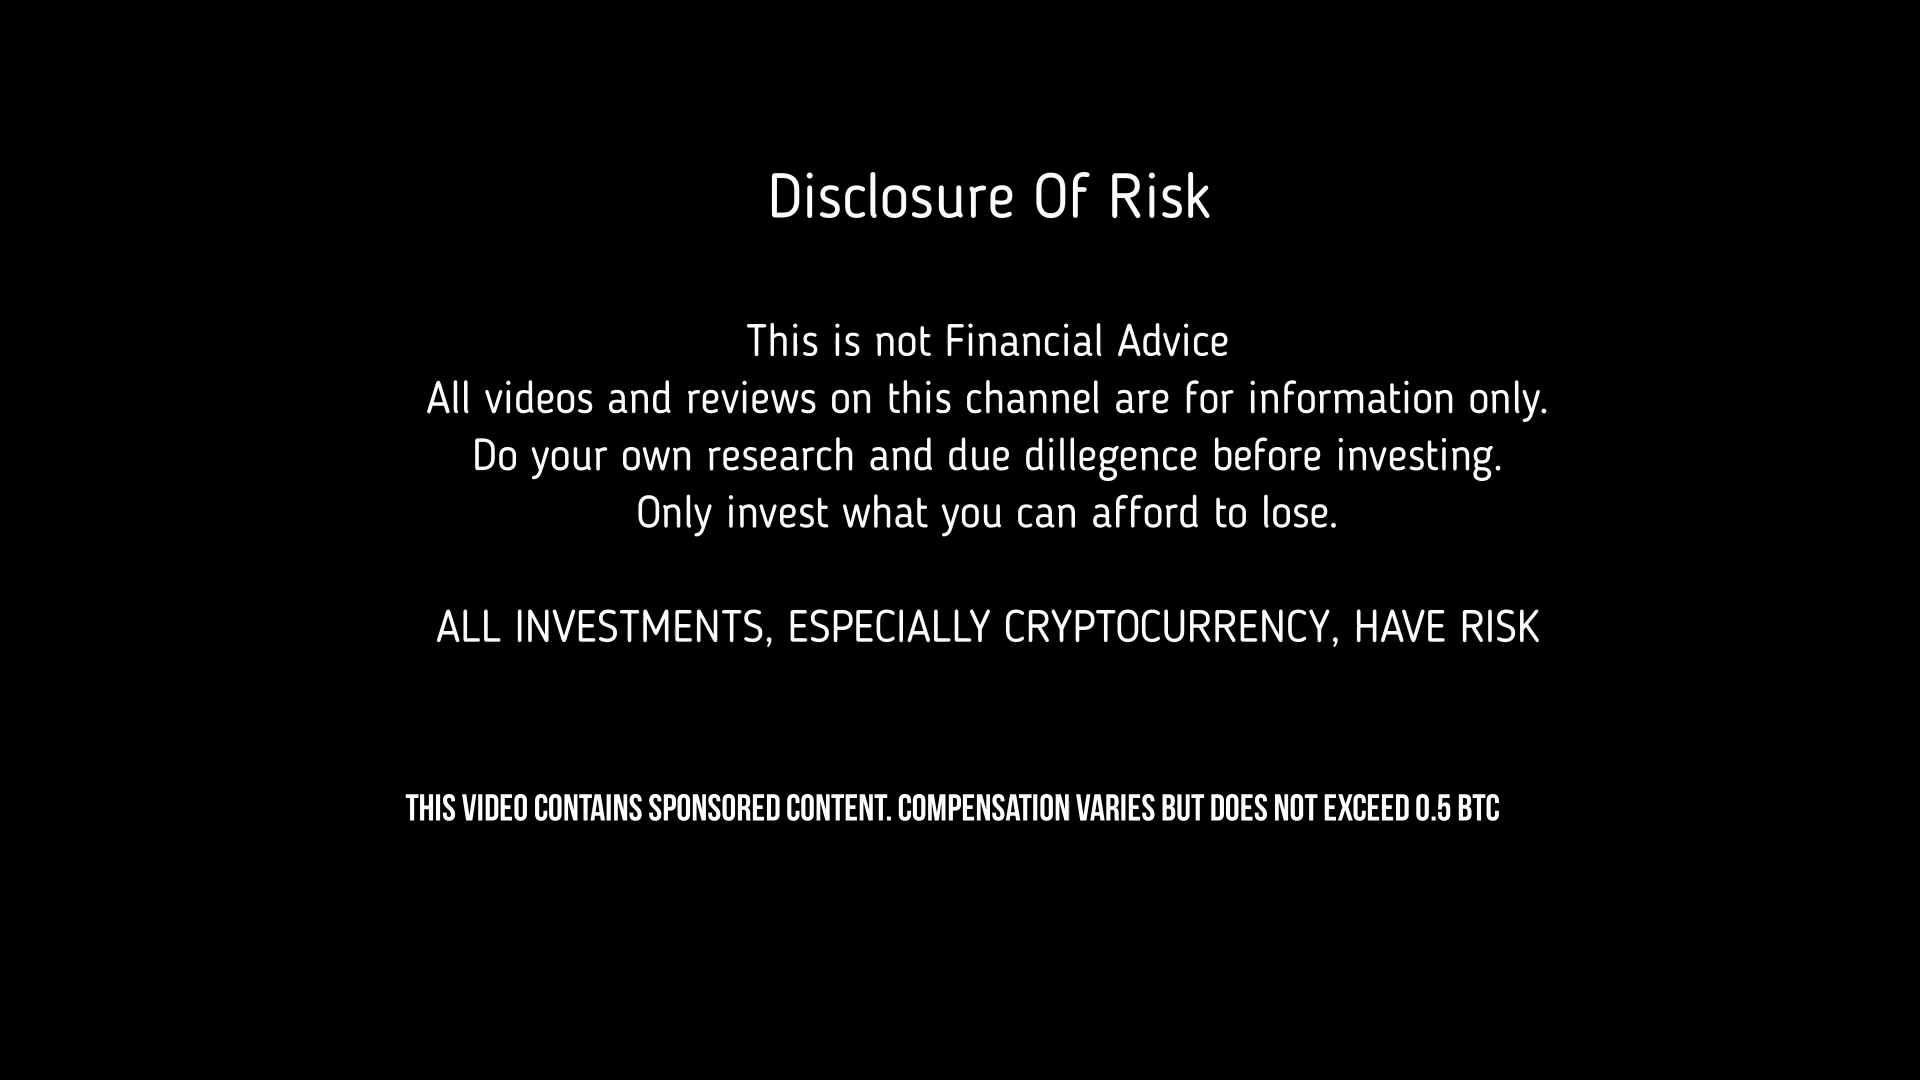 Disclosure Of Risk
This is not Financial Advice
All videos and reviews on this channel are for information only.
Do your own research and due dillegence before investing.
Only invest what you can afford to lose.
ALL INVESTMENTS, ESPECIALLY CRYPTOCURRENCY, HAVE RISK
THIS VIDEO CONTAINS SPONSORED CONTENT. COMPENSATION VARIES BUT DOES NOT EXCEED 0.5 BTC